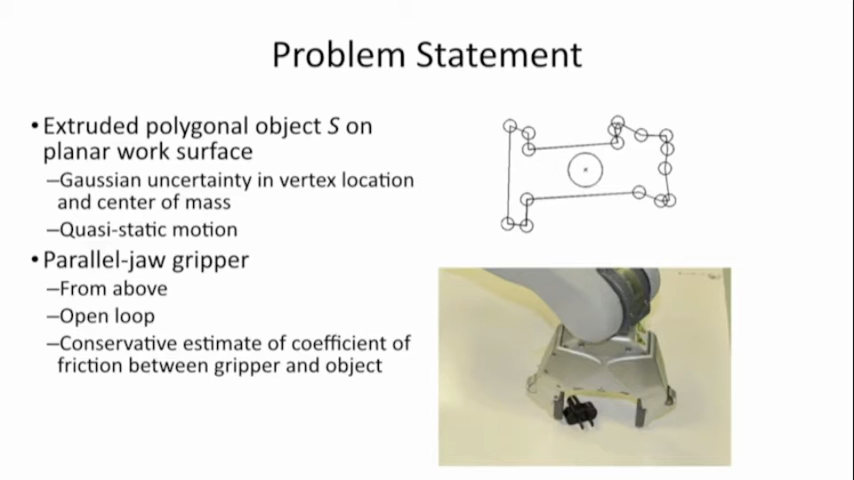 Problem Statement
•Extruded polygonal object S on
planar work surface
–Gaussian uncertainty in vertex location
and center of mass
–Quasi-static motion
•Parallel-jaw gripper
–From above
–Open loop
–Conservative estimate of coefficient of
friction between gripper and object